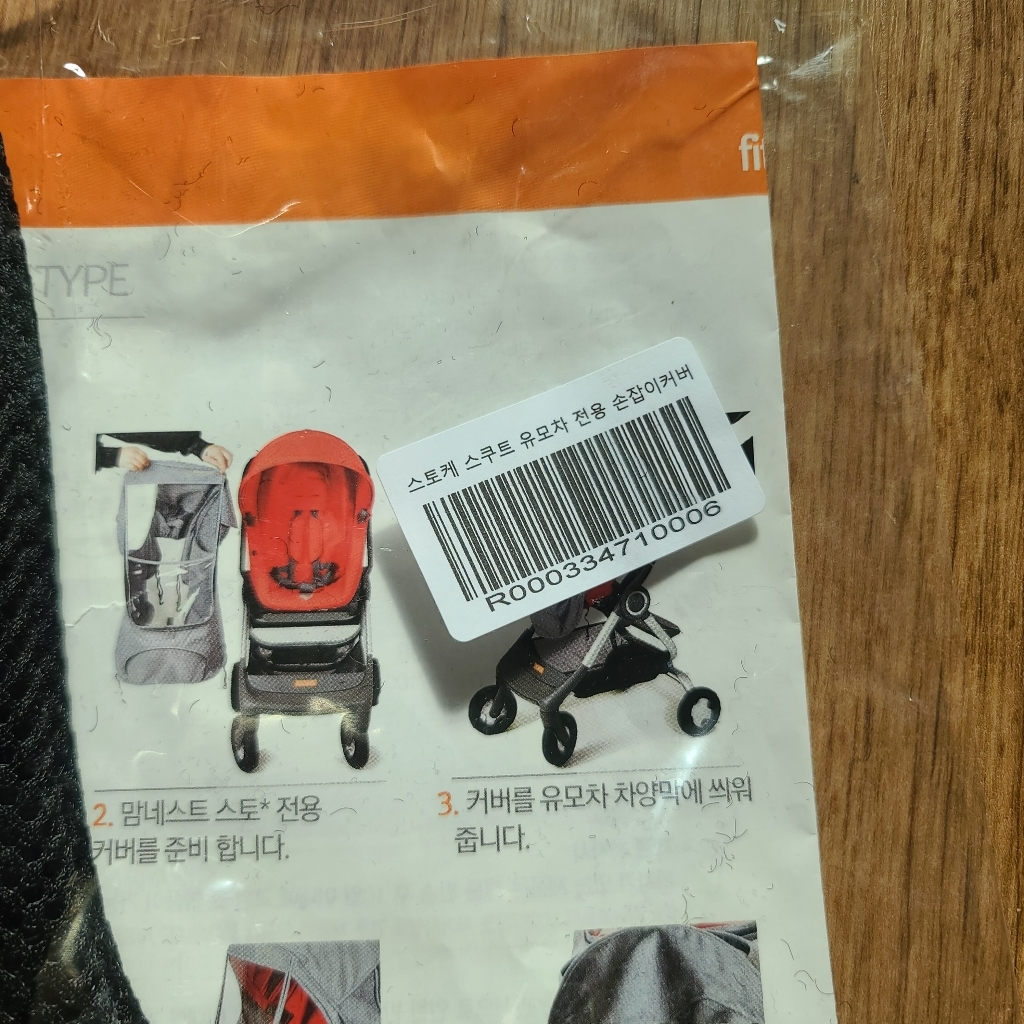 TYPE
스토케 스쿠트 유모차 전용 손잡이커버
R000334710006
2. 맘네스트 스토* 전용
커버를 준비 합니다.
3. 커버를 유모차 차양막에 씌워
줍니다.